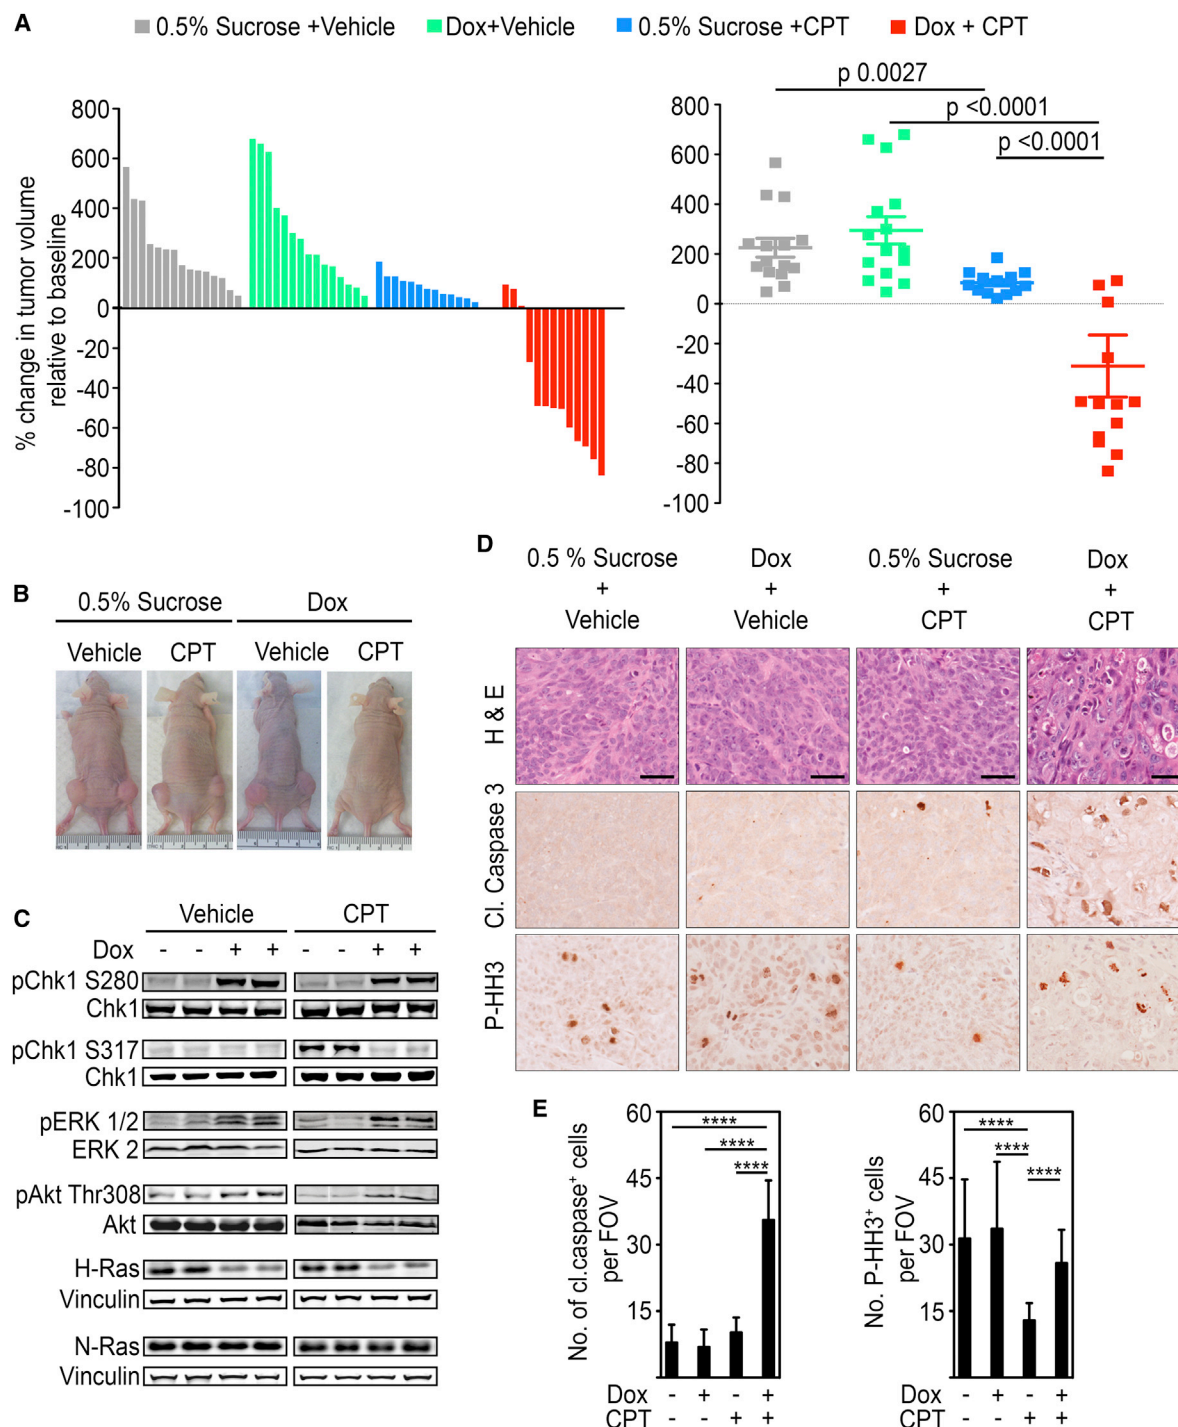 A
0.5% Sucrose +Vehicle
Dox+Vehicle
0.5% Sucrose +CPT
Dox + CPT
% change in tumor volume
relative to baseline
800
600
400
200
0
-20
-40
-60
-80
-100
p 0.0027
p <0.0001
p <0.0001
800
600
400
200
0
-20
-40
-60
-80
-100
B
0.5% Sucrose Dox
Vehicle CPT Vehicle CPT
C
Vehicle CPT
Dox - - + + - - + +
pChk1 S280
Chk1
pChk1 S317
Chk1
pERK 1/2
ERK 2
pAkt Thr308
Akt
H-Ras
Vinculin
N-Ras
Vinculin
D
0.5 % Sucrose + Vehicle
Dox + Vehicle
0.5% Sucrose + CPT
Dox + CPT
H & E
Cl. Caspase 3
P-HH3
E
No. of cl.caspase⁺ cells
per FOV
60
45
30
15
****
****
****
Dox - + - +
CPT - - + +
No. P-HH3⁺ cells
per FOV
60
45
30
15
****
****
****
Dox - + - +
CPT - - + +